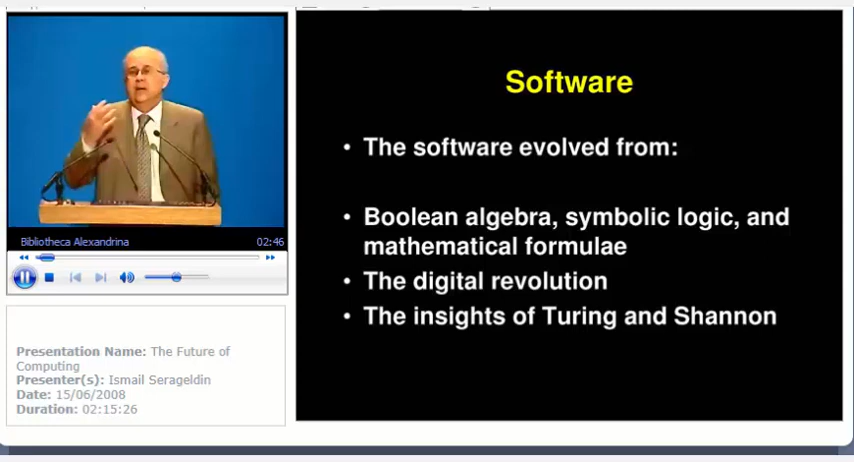 Software
• The software evolved from:
• Boolean algebra, symbolic logic, and
mathematical formulae
• The digital revolution
• The insights of Turing and Shannon
Bibliotheca Alexandrina 02:46
Presentation Name: The Future of
Computing
Presenter(s): Ismail Serageldin
Date: 15/06/2008
Duration: 02:15:26